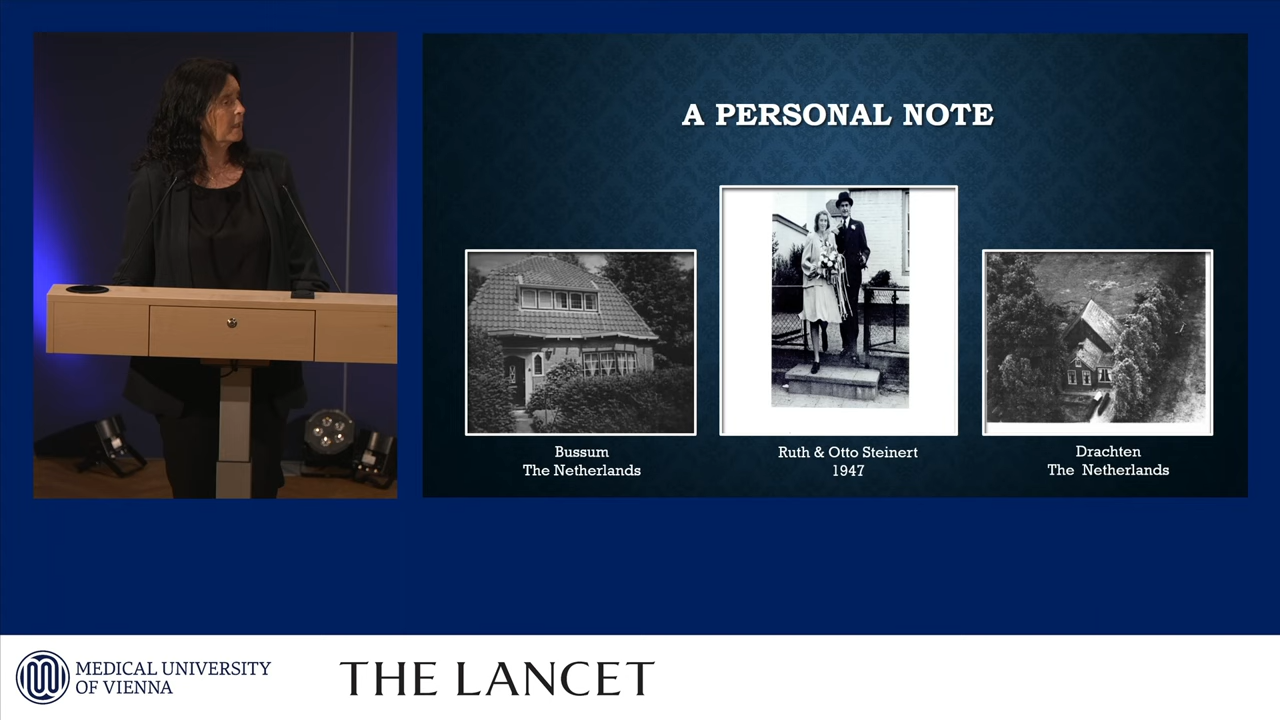 A PERSONAL NOTE
Bussum
The Netherlands
Ruth & Otto Steinert
1947
Drachten
The Netherlands
MEDICAL UNIVERSITY
OF VIENNA
THE LANCET